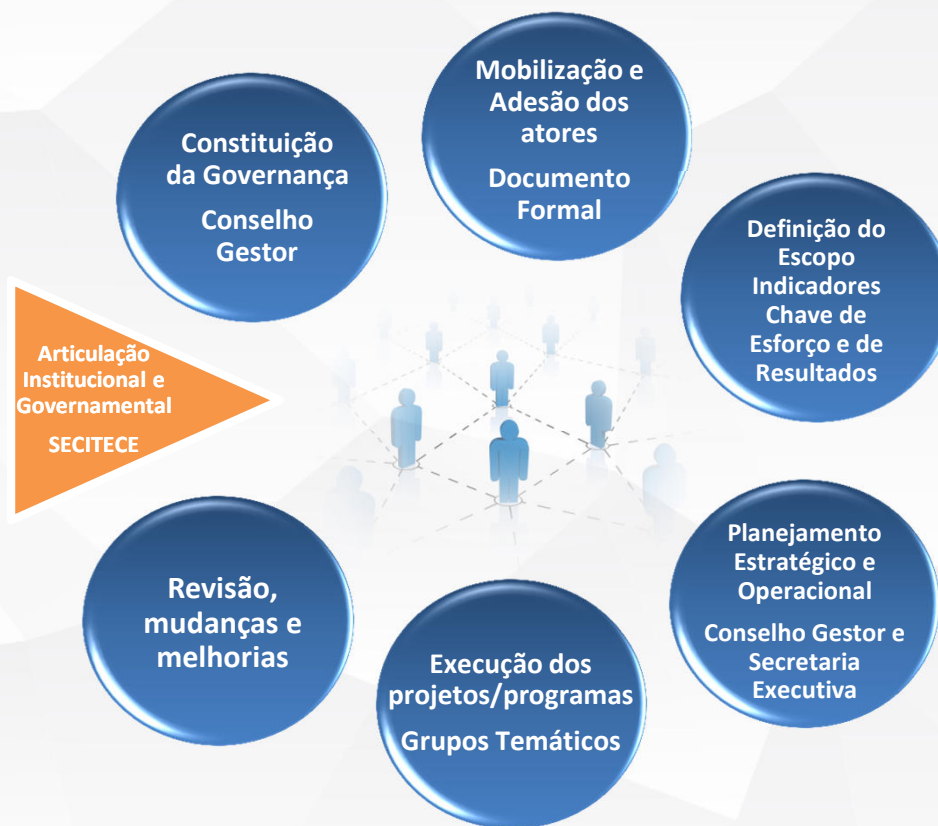 Articulação
Institucional e
Governamental
SECITECE
Constituição
da Governança
Conselho
Gestor
Mobilização e
Adesão dos
atores
Documento
Formal
Definição do
Escopo
Indicadores
Chave de
Esforço e de
Resultados
Planejamento
Estratégico e
Operacional
Conselho Gestor e
Secretaria
Executiva
Execução dos
projetos/programas
Grupos Temáticos
Revisão,
mudanças e
melhorias